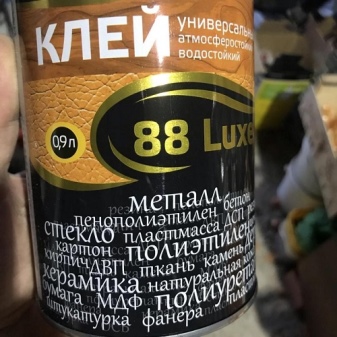 КЛЕЙ
универсальный
атмосферостойкий
водостойкий
0,9 л
88 Luxe
металл
пенополиэтилен бетон
стекло пластмасса ДСП
картон полиэтилен
кирпич ДВП ткань камень
керамика натуральная
бумага МДФ полиуретан
штукатурка фанера